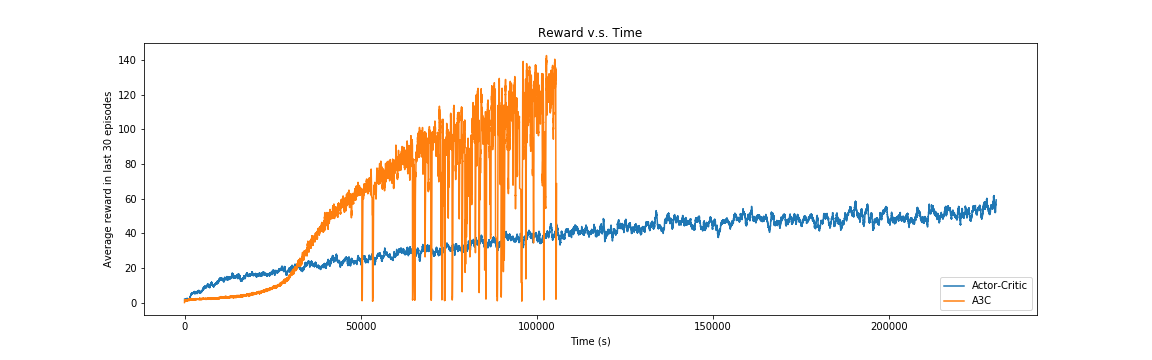 Reward v.s. Time
Average reward in last 30 episodes
140
120
100
80
60
40
20
0
0 50000 100000 150000 200000
Time (s)
Actor-Critic
A3C